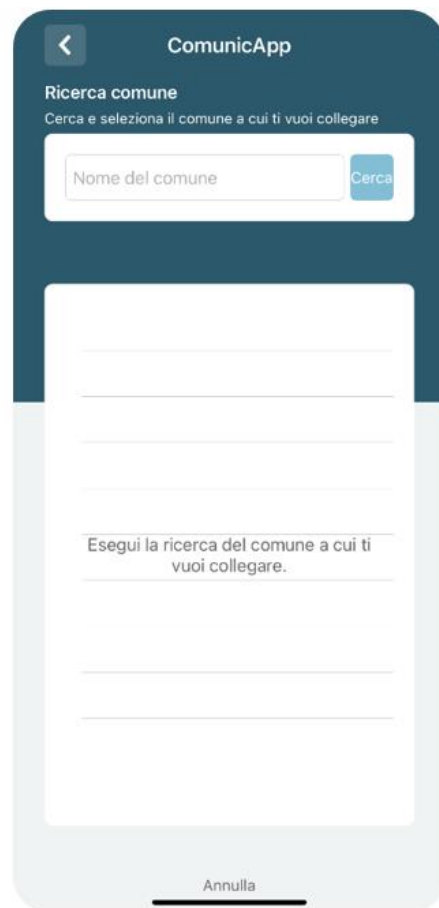 ComunicApp
Ricerca comune
Cerca e seleziona il comune a cui ti vuoi collegare
Nome del comune
Cerca
Esegui la ricerca del comune a cui ti
vuoi collegare.
Annulla